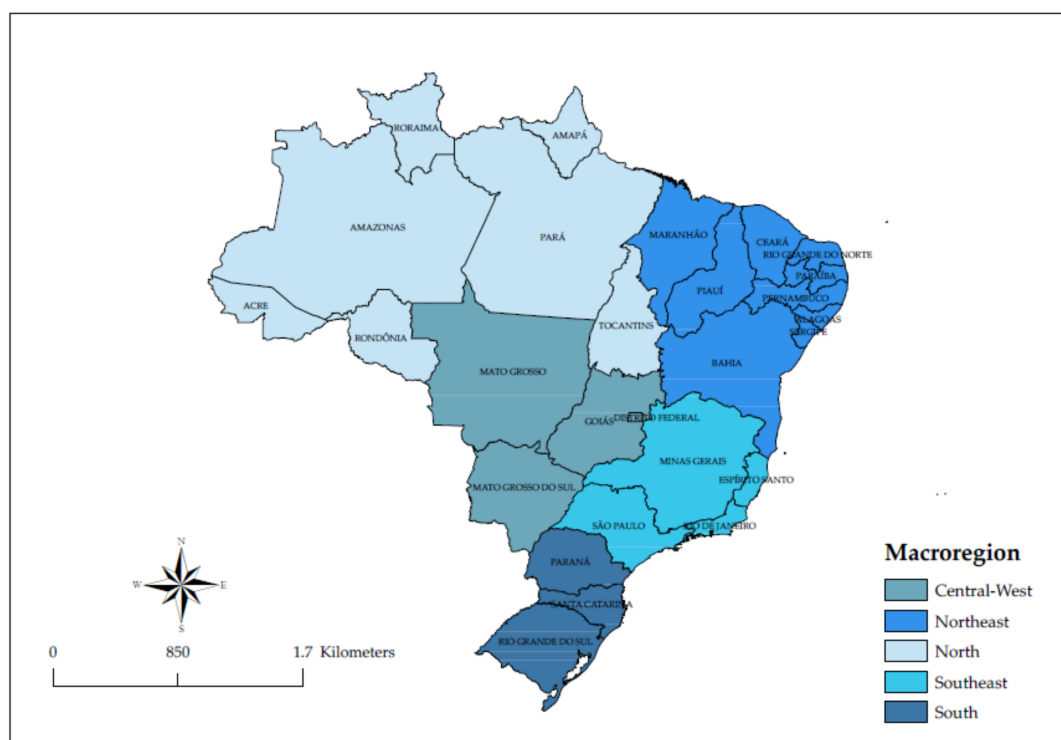 RORAIMA
AMAPÁ
AMAZONAS
PARÁ
MARANHÃO
CEARÁ
RIO GRANDE DO NORTE
PARAÍBA
PIAUÍ
PERNAMBUCO
ACRE
ALAGOAS
SERGIPE
TOCANTINS
RONDÔNIA
BAHIA
MATO GROSSO
GOIÁS
DISTRITO FEDERAL
MINAS GERAIS
ESPÍRITO SANTO
MATO GROSSO DO SUL
SÃO PAULO
RIO DE JANEIRO
PARANÁ
SANTA CATARINA
RIO GRANDE DO SUL
N
W
E
S
0 850 1.7 Kilometers
Macroregion
Central-West
Northeast
North
Southeast
South